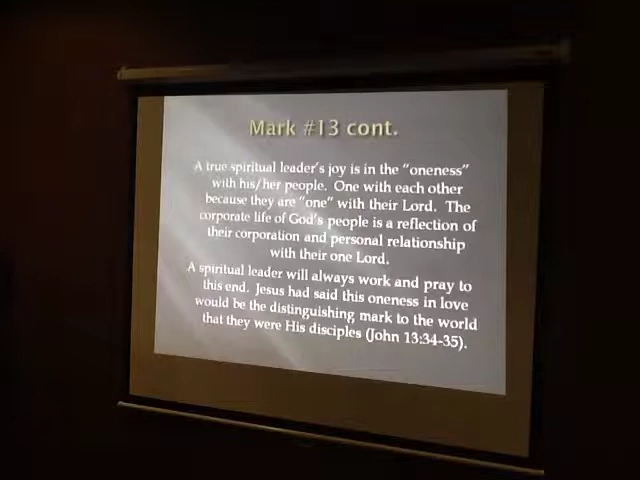 Mark #13 cont.
A true spiritual leader's joy is in the "oneness"
with his/her people. One with each other
because they are "one" with their Lord. The
corporate life of God's people is a reflection of
their corporation and personal relationship
with their one Lord.
A spiritual leader will always work and pray to
this end. Jesus had said this oneness in love
would be the distinguishing mark to the world
that they were His disciples (John 13:34-35).